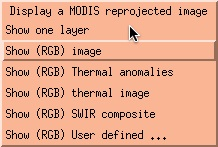 Display a MODIS reprojected image
Show one layer
Show (RGB) image
Show (RGB) Thermal anomalies
Show (RGB) thermal image
Show (RGB) SWIR composite
Show (RGB) User defined ...